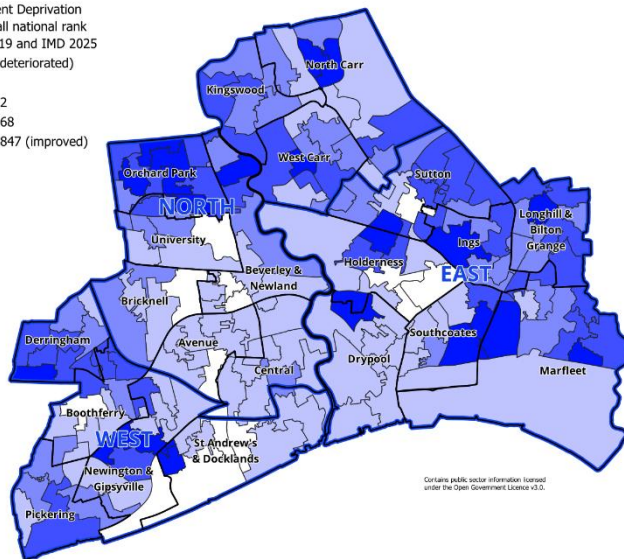 ent Deprivation
all national rank
19 and IMD 2025
deteriorated)
2
68
847 (improved)
North Carr
Kingswood
West Carr
Orchard Park
Sutton
NORTH
Longhill &
Bilton
Grange
University
Ings
Holderness
EAST
Beverley &
Newland
Bricknell
Avenue
Southcoates
Derringham
Central
Drypool
Marfleet
Boothferry
WEST
St Andrew's
& Docklands
Newington &
Gipsyville
Pickering
Contains public sector information licensed
under the Open Government Licence v3.0.